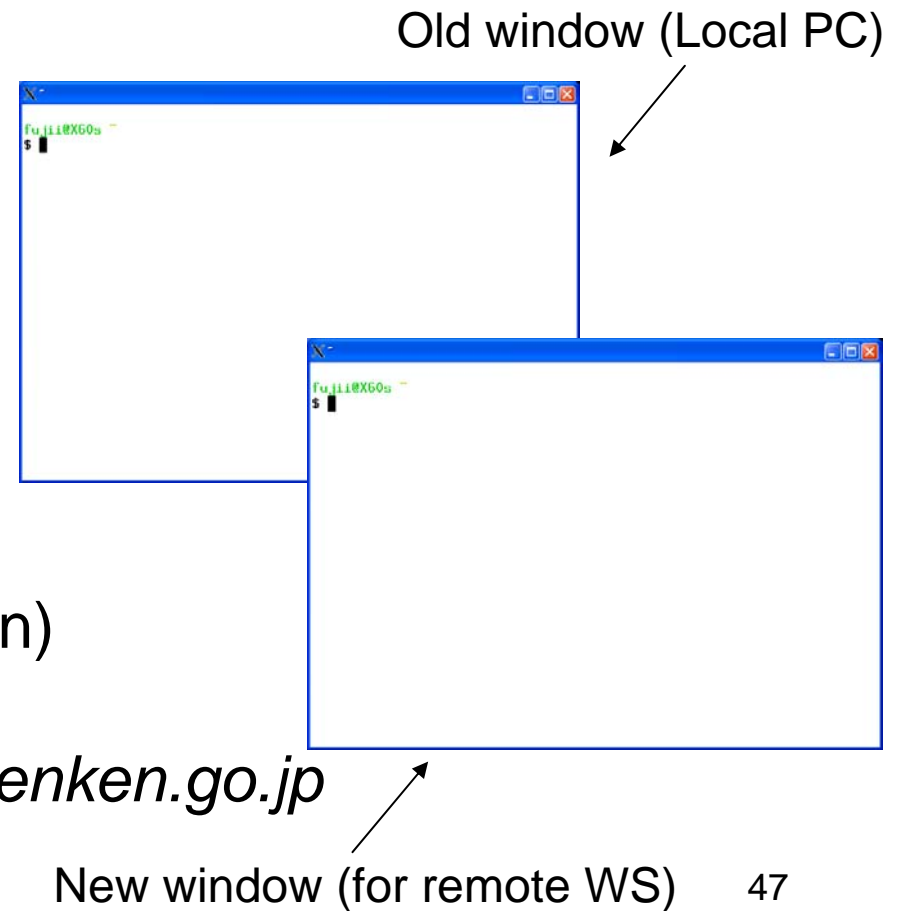 Old window (Local PC)
fujii@X60s ~
$
fujii@X60s ~
$
n)
enken.go.jp
New window (for remote WS) 47